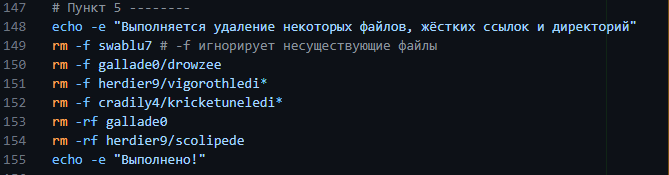 147 # Пункт 5 --------
148 echo -e "Выполняется удаление некоторых файлов, жёстких ссылок и директорий"
149 rm -f swablu7 # -f игнорирует несуществующие файлы
150 rm -f gallade0/drowzee
151 rm -f herdier9/vigorothledi*
152 rm -f cradily4/kricketuneledi*
153 rm -rf gallade0
154 rm -rf herdier9/scolipede
155 echo -e "Выполнено!"